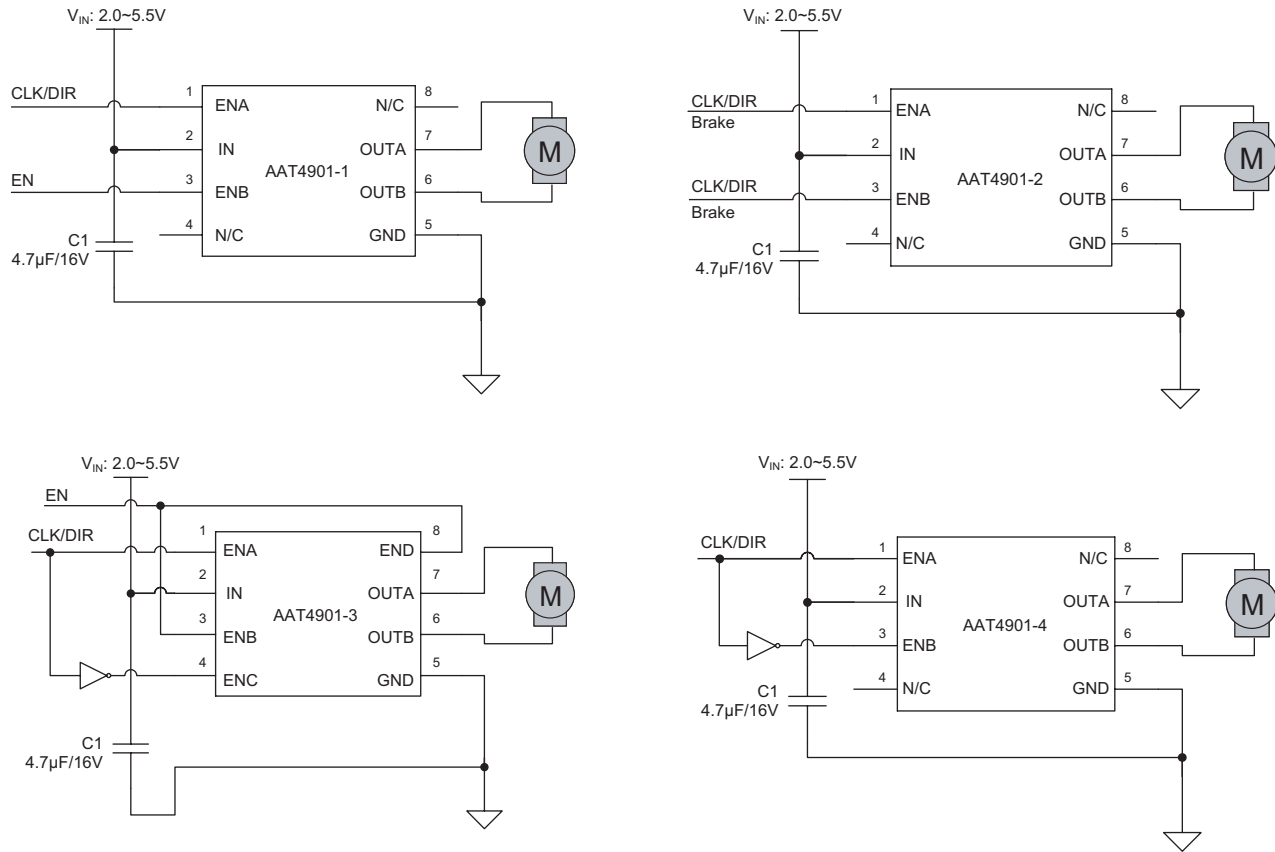 V_IN: 2.0~5.5V
CLK/DIR
1
ENA
N/C
8
2
IN
OUTA
7
M
AAT4901-1
EN
3
ENB
OUTB
6
4
N/C
GND
5
C1
4.7µF/16V
V_IN: 2.0~5.5V
CLK/DIR
Brake
1
ENA
N/C
8
2
IN
OUTA
7
M
AAT4901-2
CLK/DIR
Brake
3
ENB
OUTB
6
4
N/C
GND
5
C1
4.7µF/16V
V_IN: 2.0~5.5V
EN
CLK/DIR
1
ENA
END
8
2
IN
OUTA
7
M
AAT4901-3
3
ENB
OUTB
6
4
ENC
GND
5
C1
4.7µF/16V
V_IN: 2.0~5.5V
CLK/DIR
1
ENA
N/C
8
2
IN
OUTA
7
M
AAT4901-4
3
ENB
OUTB
6
4
N/C
GND
5
C1
4.7µF/16V